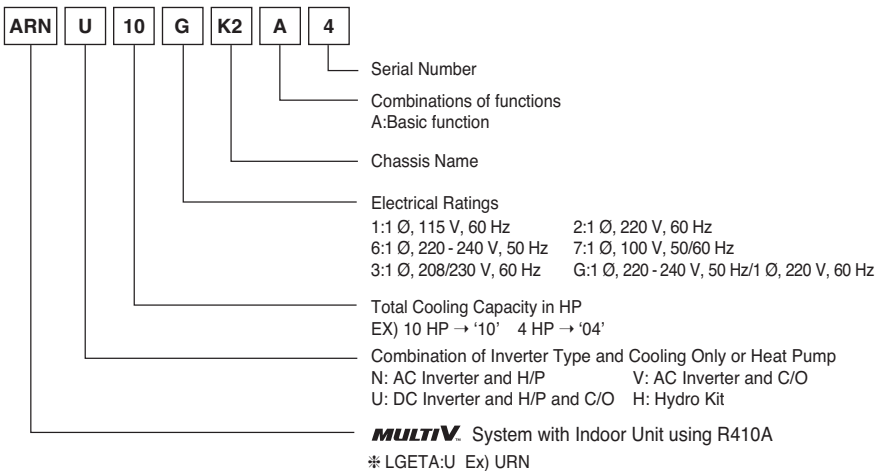 ARN U 10 G K2 A 4
Serial Number
Combinations of functions
A:Basic function
Chassis Name
Electrical Ratings
1:1 Ø, 115 V, 60 Hz 2:1 Ø, 220 V, 60 Hz
6:1 Ø, 220 - 240 V, 50 Hz 7:1 Ø, 100 V, 50/60 Hz
3:1 Ø, 208/230 V, 60 Hz G:1 Ø, 220 - 240 V, 50 Hz/1 Ø, 220 V, 60 Hz
Total Cooling Capacity in HP
EX) 10 HP → ‘10’ 4 HP → ‘04’
Combination of Inverter Type and Cooling Only or Heat Pump
N: AC Inverter and H/P V: AC Inverter and C/O
U: DC Inverter and H/P and C/O H: Hydro Kit
MULTI V™ System with Indoor Unit using R410A
❈ LGETA:U Ex) URN